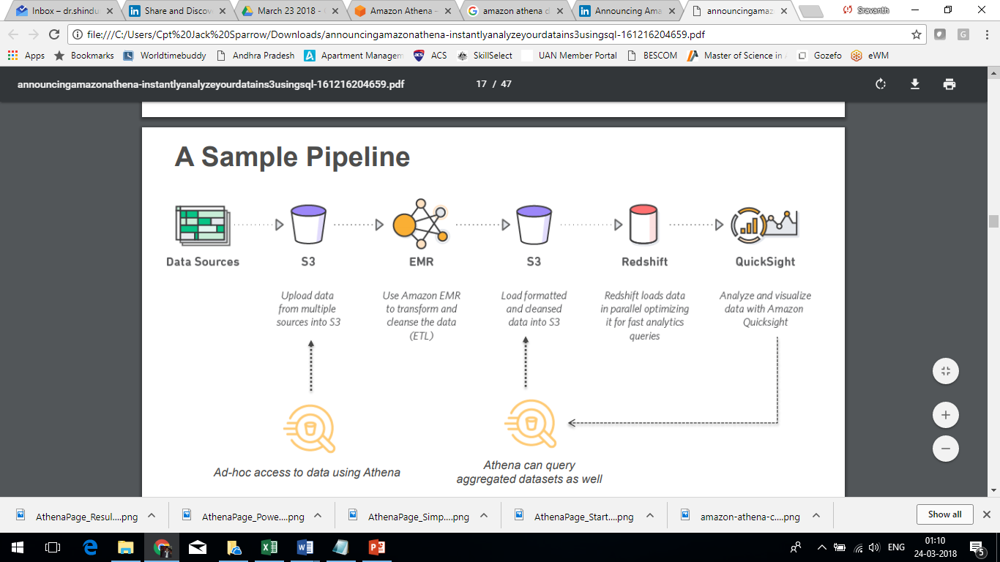 Inbox – dr.shindu
Share and Discov
March 23 2018 -
Amazon Athena –
amazon athena d
Announcing Ama
announcingamaz
Sravanth
file:///C:/Users/Cpt%20Jack%20Sparrow/Downloads/announcingamazonathena-instantlyanalyzeyourdatains3usingsql-161216204659.pdf
Apps
Bookmarks
Worldtimebuddy
Andhra Pradesh
Apartment Managem
ACS
SkillSelect
UAN Member Portal
BESCOM
Master of Science in
Gozefo
eWM
announcingamazonathena-instantlyanalyzeyourdatains3usingsql-161216204659.pdf
17 / 47
A Sample Pipeline
Data Sources
S3
EMR
S3
Redshift
QuickSight
Upload data
from multiple
sources into S3
Use Amazon EMR
to transform and
cleanse the data
(ETL)
Load formatted
and cleansed
data into S3
Redshift loads data
in parallel optimizing
it for fast analytics
queries
Analyze and visualize
data with Amazon
Quicksight
Ad-hoc access to data using Athena
Athena can query
aggregated datasets as well
AthenaPage_Resul....png
AthenaPage_Powe....png
AthenaPage_Simp....png
AthenaPage_Start....png
amazon-athena-c....png
Show all
ENG
01:10
24-03-2018
5